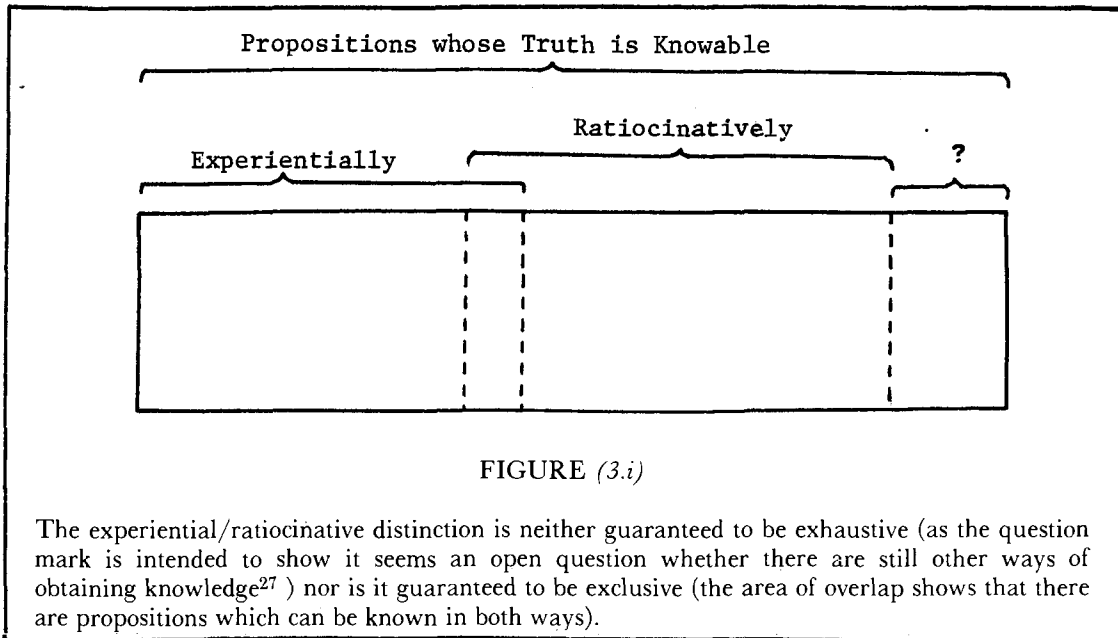 Propositions whose Truth is Knowable
Ratiocinatively
Experientially
?
FIGURE (3.i)
The experiential/ratiocinative distinction is neither guaranteed to be exhaustive (as the question
mark is intended to show it seems an open question whether there are still other ways of
obtaining knowledge27 ) nor is it guaranteed to be exclusive (the area of overlap shows that there
are propositions which can be known in both ways).